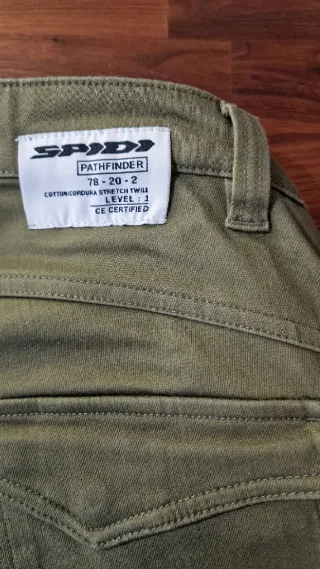 SPIDI
PATHFINDER
78 - 20 - 2
COTTON/CORDURA STRETCH TWILL
LEVEL : 1
CE CERTIFIED